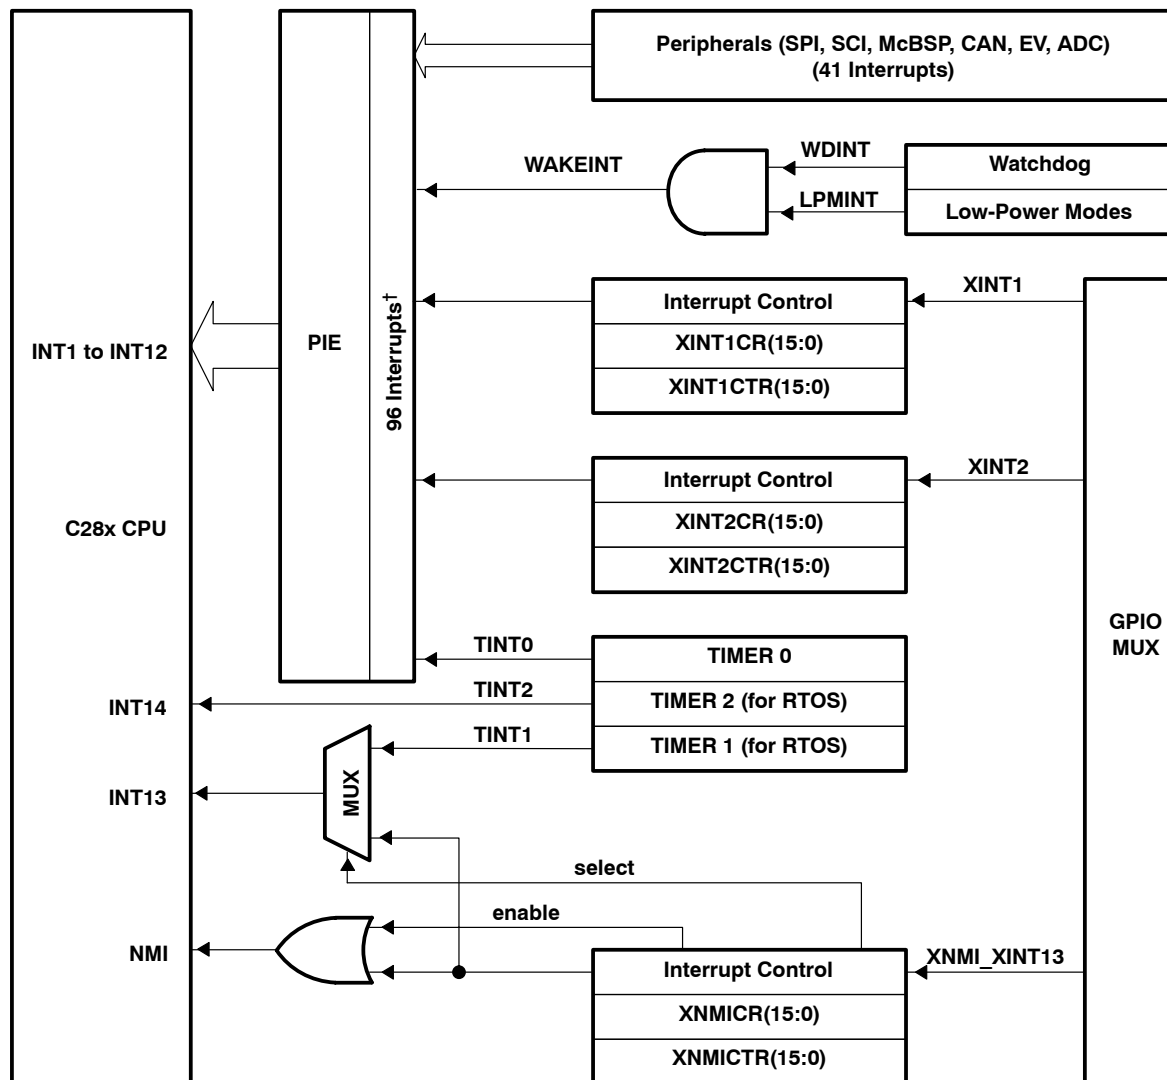 Peripherals (SPI, SCI, McBSP, CAN, EV, ADC)
(41 Interrupts)
WDINT
Watchdog
WAKEINT
LPMINT
Low-Power Modes
XINT1
Interrupt Control
XINT1CR(15:0)
XINT1CTR(15:0)
PIE
96 Interrupts†
INT1 to INT12
XINT2
Interrupt Control
XINT2CR(15:0)
XINT2CTR(15:0)
C28x CPU
GPIO
MUX
TINT0
TIMER 0
TINT2
TIMER 2 (for RTOS)
INT14
TINT1
TIMER 1 (for RTOS)
MUX
INT13
select
enable
NMI
XNMI_XINT13
Interrupt Control
XNMICR(15:0)
XNMICTR(15:0)